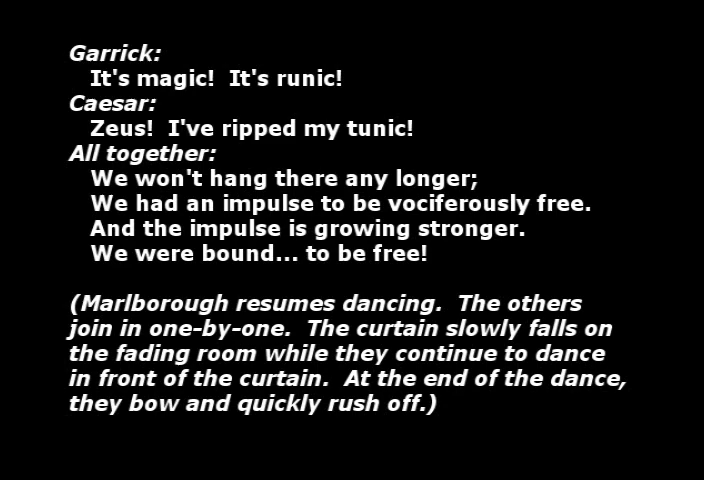 Garrick:
It's magic!  It's runic!
Caesar:
Zeus!  I've ripped my tunic!
All together:
We won't hang there any longer;
We had an impulse to be vociferously free.
And the impulse is growing stronger.
We were bound... to be free!
(Marlborough resumes dancing.  The others
join in one-by-one.  The curtain slowly falls on
the fading room while they continue to dance
in front of the curtain.  At the end of the dance,
they bow and quickly rush off.)